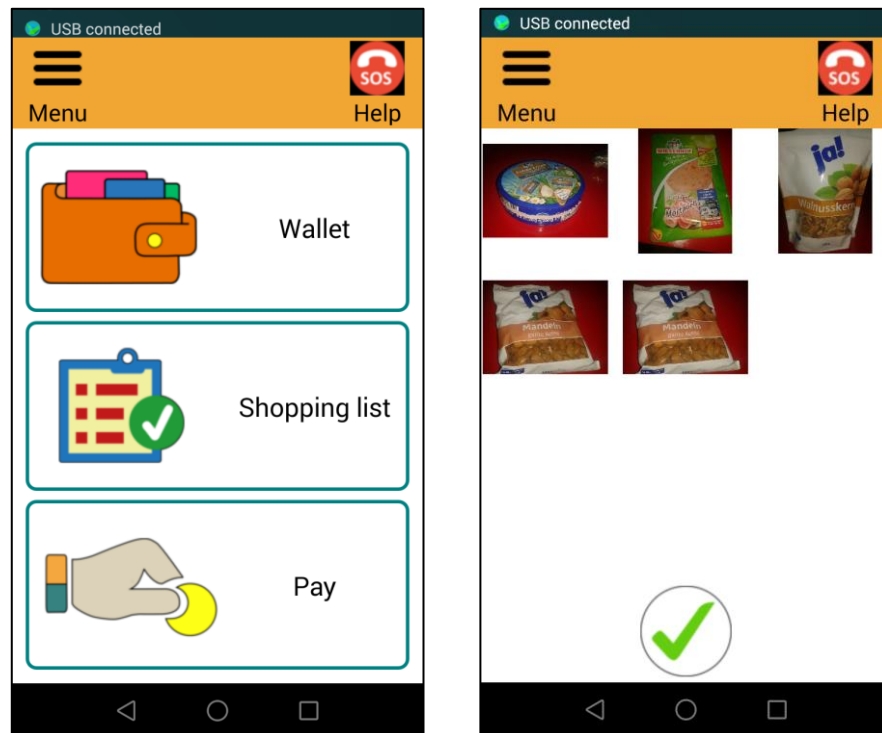 USB connected
SOS
Menu
Help
Wallet
Shopping list
Pay
USB connected
SOS
Menu
Help
ja!
Walnusskerne
ja!
Mandeln
ja!
Mandeln